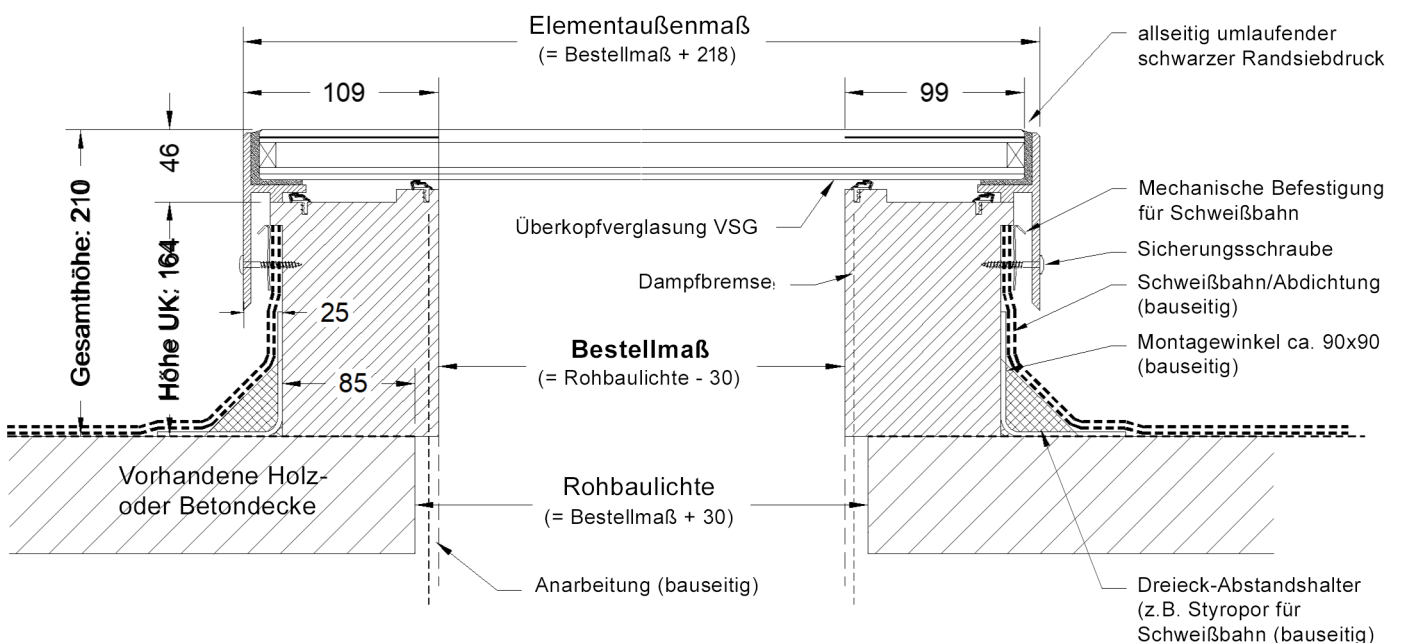 Elementaußenmaß
(= Bestellmaß + 218)
allseitig umlaufender
schwarzer Randsiebdruck
109
99
46
Gesamthöhe: 210
Höhe UK: 164
Überkopfverglasung VSG
Mechanische Befestigung
für Schweißbahn
Sicherungsschraube
Dampfbremse
Schweißbahn/Abdichtung
(bauseitig)
25
Bestellmaß
(= Rohbaulichte - 30)
Montagewinkel ca. 90x90
(bauseitig)
85
Vorhandene Holz-
oder Betondecke
Rohbaulichte
(= Bestellmaß + 30)
Anarbeitung (bauseitig)
Dreieck-Abstandshalter
(z.B. Styropor für
Schweißbahn (bauseitig)